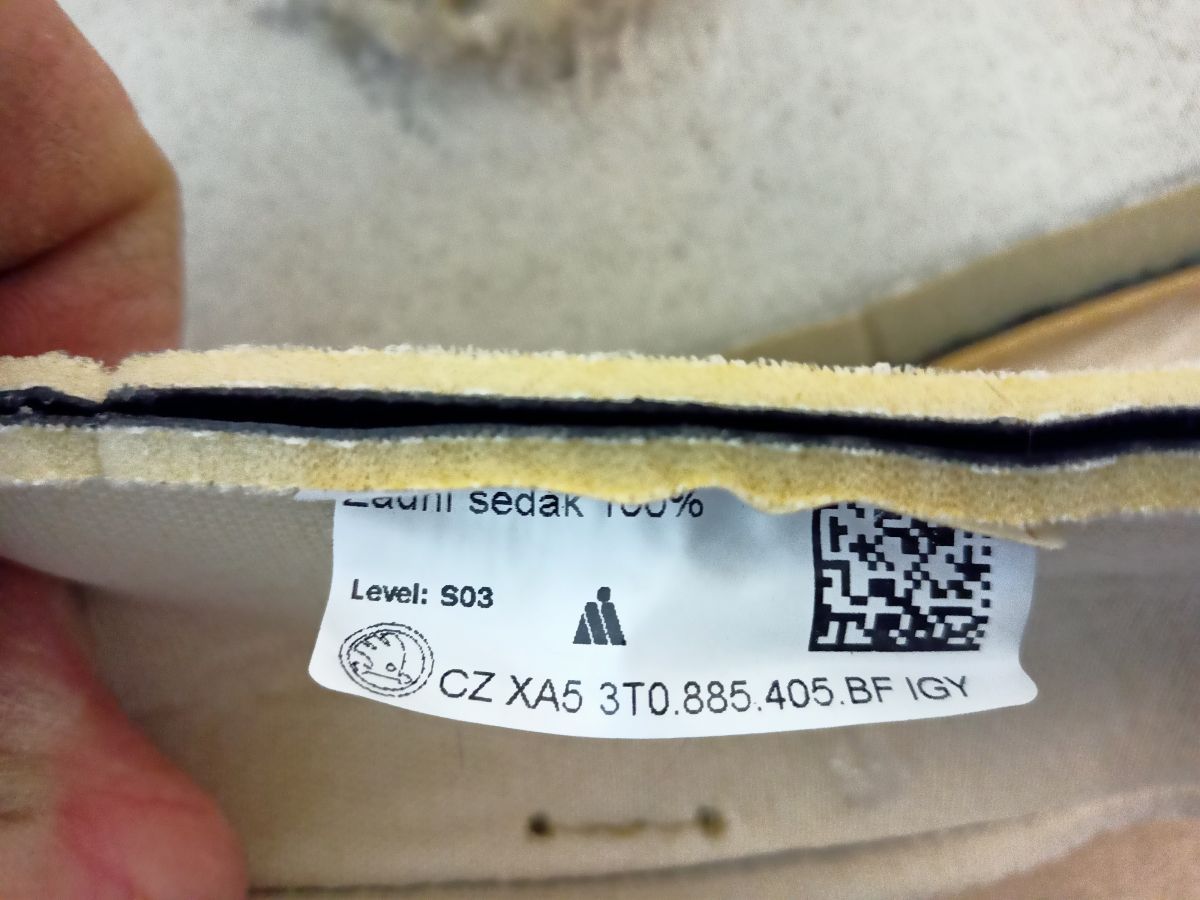 Zadni sedak 100%
Level: S03
CZ XA5 3T0.885.405.BF IGY